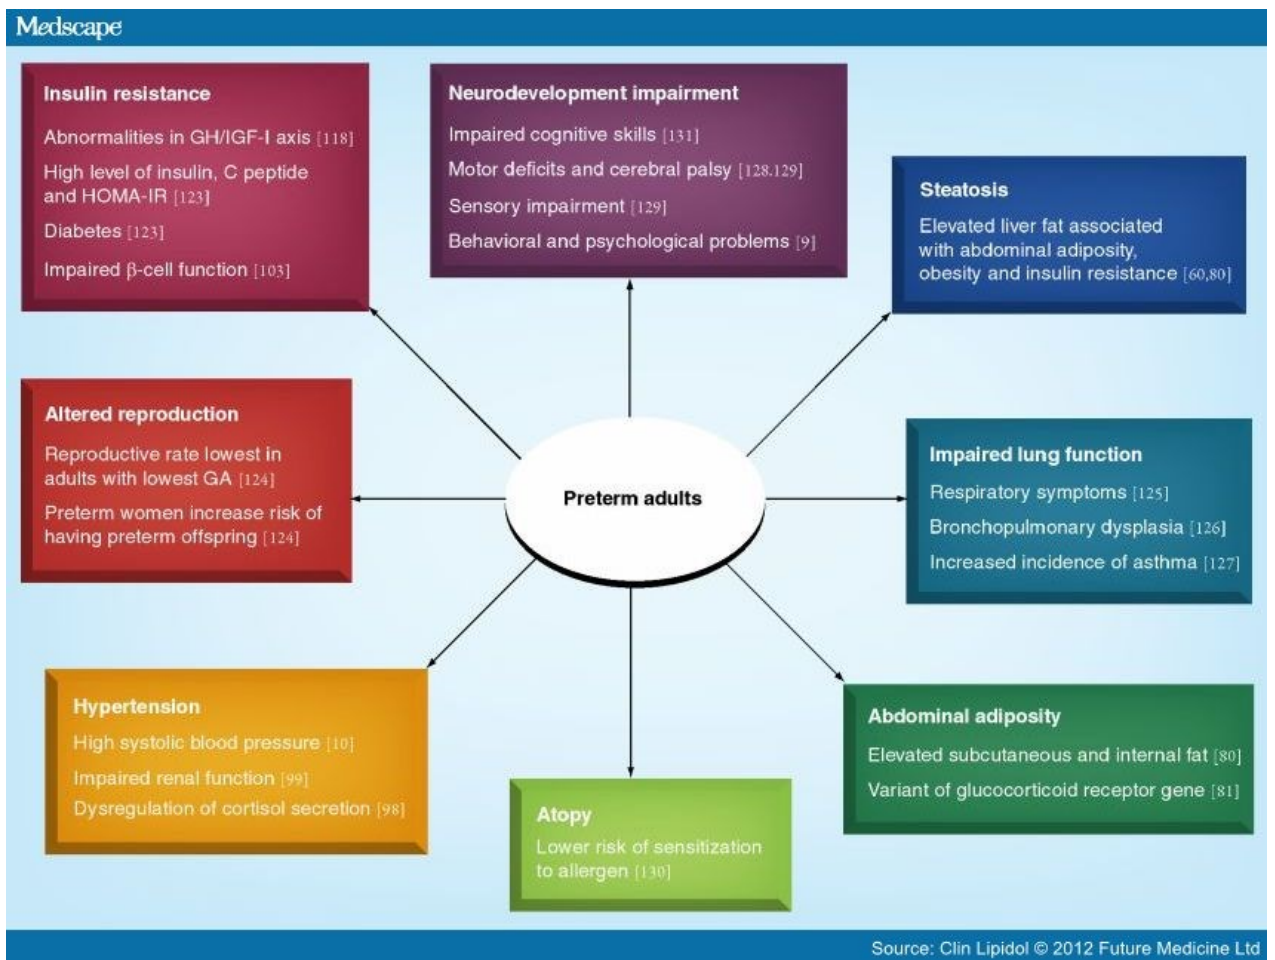 Medscape
Insulin resistance
Abnormalities in GH/IGF-I axis [118]
High level of insulin, C peptide
and HOMA-IR [123]
Diabetes [123]
Impaired β-cell function [103]
Neurodevelopment impairment
Impaired cognitive skills [131]
Motor deficits and cerebral palsy [128.129]
Sensory impairment [129]
Behavioral and psychological problems [9]
Steatosis
Elevated liver fat associated
with abdominal adiposity,
obesity and insulin resistance [60,80]
Altered reproduction
Reproductive rate lowest in
adults with lowest GA [124]
Preterm women increase risk of
having preterm offspring [124]
Preterm adults
Impaired lung function
Respiratory symptoms [125]
Bronchopulmonary dysplasia [126]
Increased incidence of asthma [127]
Hypertension
High systolic blood pressure [10]
Impaired renal function [99]
Dysregulation of cortisol secretion [98]
Atopy
Lower risk of sensitization
to allergen [130]
Abdominal adiposity
Elevated subcutaneous and internal fat [80]
Variant of glucocorticoid receptor gene [81]
Source: Clin Lipidol © 2012 Future Medicine Ltd